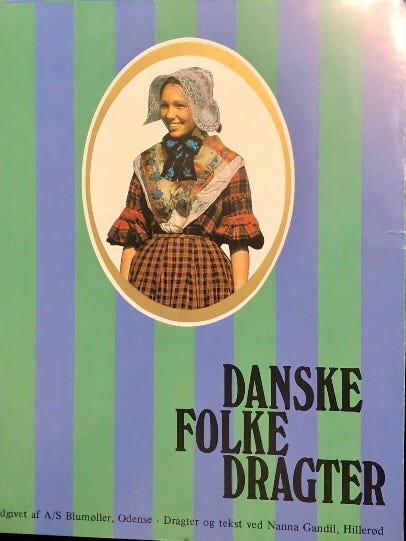 DANSKE
FOLKE
DRAGTER
dgivet af A/S Blumøller, Odense · Dragter og tekst ved Nanna Gandil, Hillerød